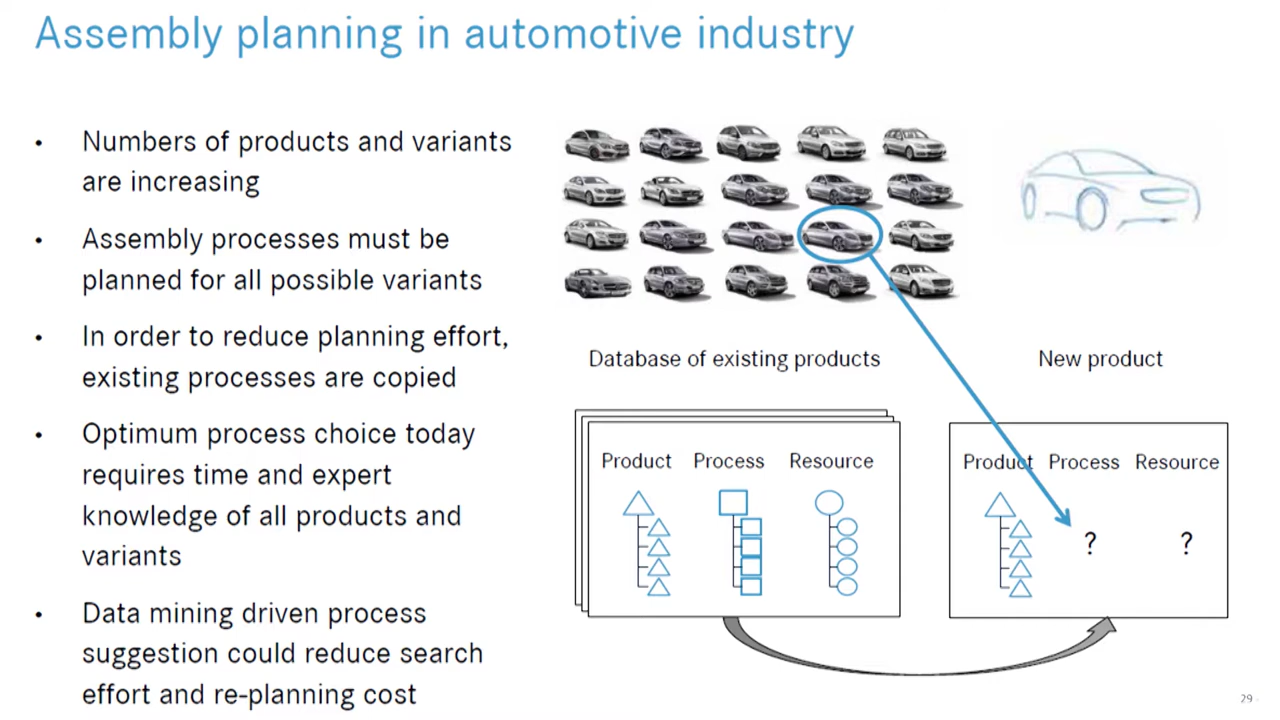 Assembly planning in automotive industry
• Numbers of products and variants
are increasing
• Assembly processes must be
planned for all possible variants
• In order to reduce planning effort,
existing processes are copied
• Optimum process choice today
requires time and expert
knowledge of all products and
variants
• Data mining driven process
suggestion could reduce search
effort and re-planning cost
Database of existing products
New product
Product Process Resource
Product Process Resource
? ?
29